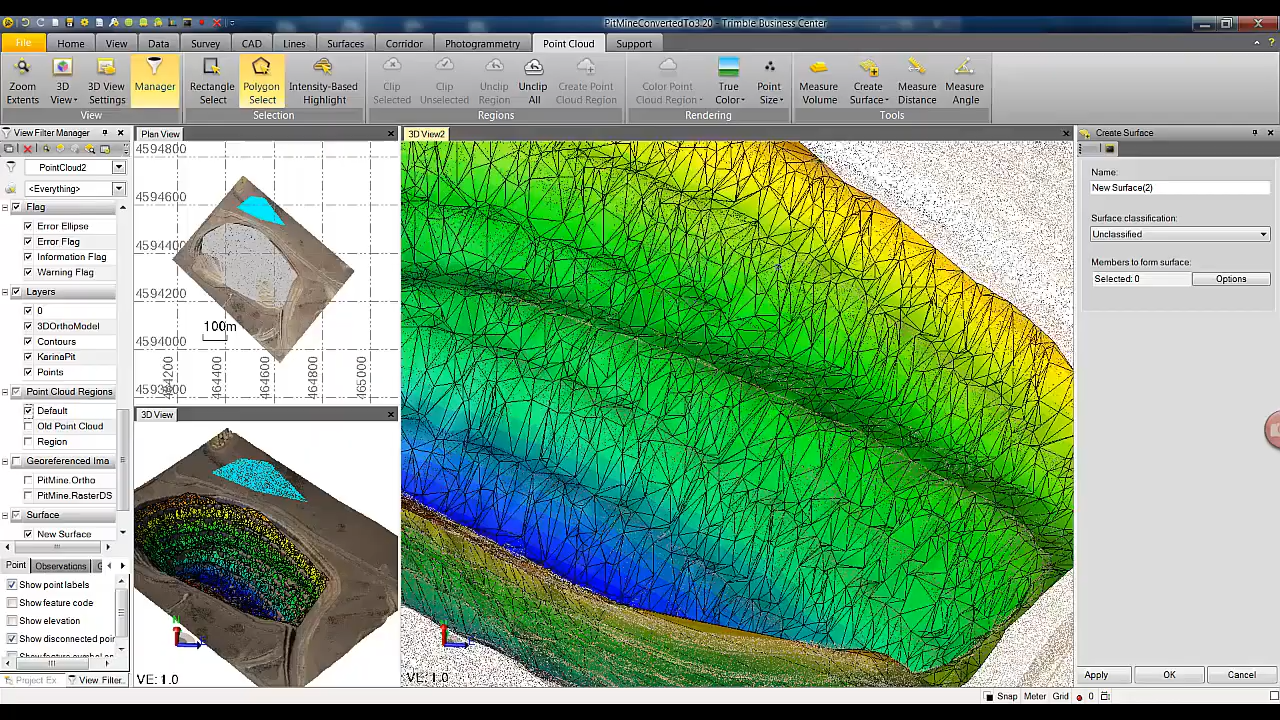 PitMineConvertedTo3.20 - Trimble Business Center
File Home View Data Survey CAD Lines Surfaces Corridor Photogrammetry Point Cloud Support
Zoom Extents
3D View
3D View Settings
Manager
Rectangle Select
Polygon Select
Intensity-Based Highlight
Clip Selected
Clip Unselected
Unclip Region
Unclip All
Create Point Cloud Region
Color Point Cloud Region
True Color
Point Size
Measure Volume
Create Surface
Measure Distance
Measure Angle
View Selection Regions Rendering Tools
View Filter Manager
PointCloud2
<Everything>
Flag
Error Ellipse
Error Flag
Information Flag
Warning Flag
Layers
0
3DOrthoModel
Contours
KarinaPit
Points
Point Cloud Regions
Default
Old Point Cloud
Region
Georeferenced Ima
PitMine.Ortho
PitMine.RasterDS
Surface
New Surface
Point Observations
Show point labels
Show feature code
Show elevation
Show disconnected poin
Project Ex View Filter...
Plan View
4594800
4594600
4594400
4594200
4594000
100m
464200
464400
464600
464800
465000
3D View
VE: 1.0
3D View2
VE: 1.0
Create Surface
Name:
New Surface(2)
Surface classification:
Unclassified
Members to form surface:
Selected: 0 Options
Apply OK Cancel
Snap Meter Grid 0